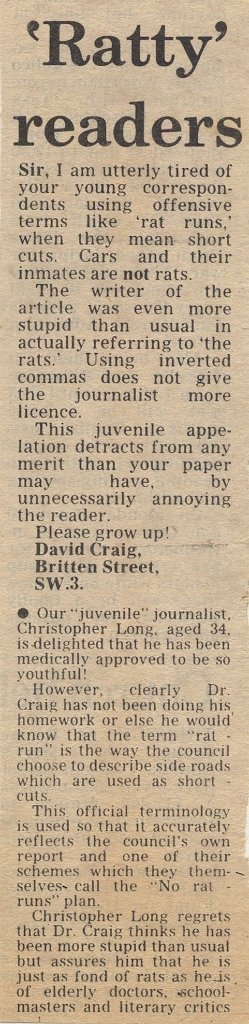 'Ratty'
readers
Sir, I am utterly tired of
your young correspon-
dents using offensive
terms like 'rat runs,'
when they mean short
cuts. Cars and their
inmates are not rats.
The writer of the
article was even more
stupid than usual in
actually referring to 'the
rats.' Using inverted
commas does not give
the journalist more
licence.
This juvenile appe-
lation detracts from any
merit than your paper
may have, by
unnecessarily annoying
the reader.
Please grow up!
David Craig,
Britten Street,
SW.3.
● Our "juvenile" journalist,
Christopher Long, aged 34,
is delighted that he has been
medically approved to be so
youthful!
However, clearly Dr.
Craig has not been doing his
homework or else he would
know that the term "rat -
run" is the way the council
choose to describe side roads
which are used as short -
cuts.
This official terminology
is used so that it accurately
reflects the council's own
report and one of their
schemes which they them-
selves call the "No rat -
runs" plan.
Christopher Long regrets
that Dr. Craig thinks he has
been more stupid than usual
but assures him that he is
just as fond of rats as he is
of elderly doctors, school-
masters and literary critics